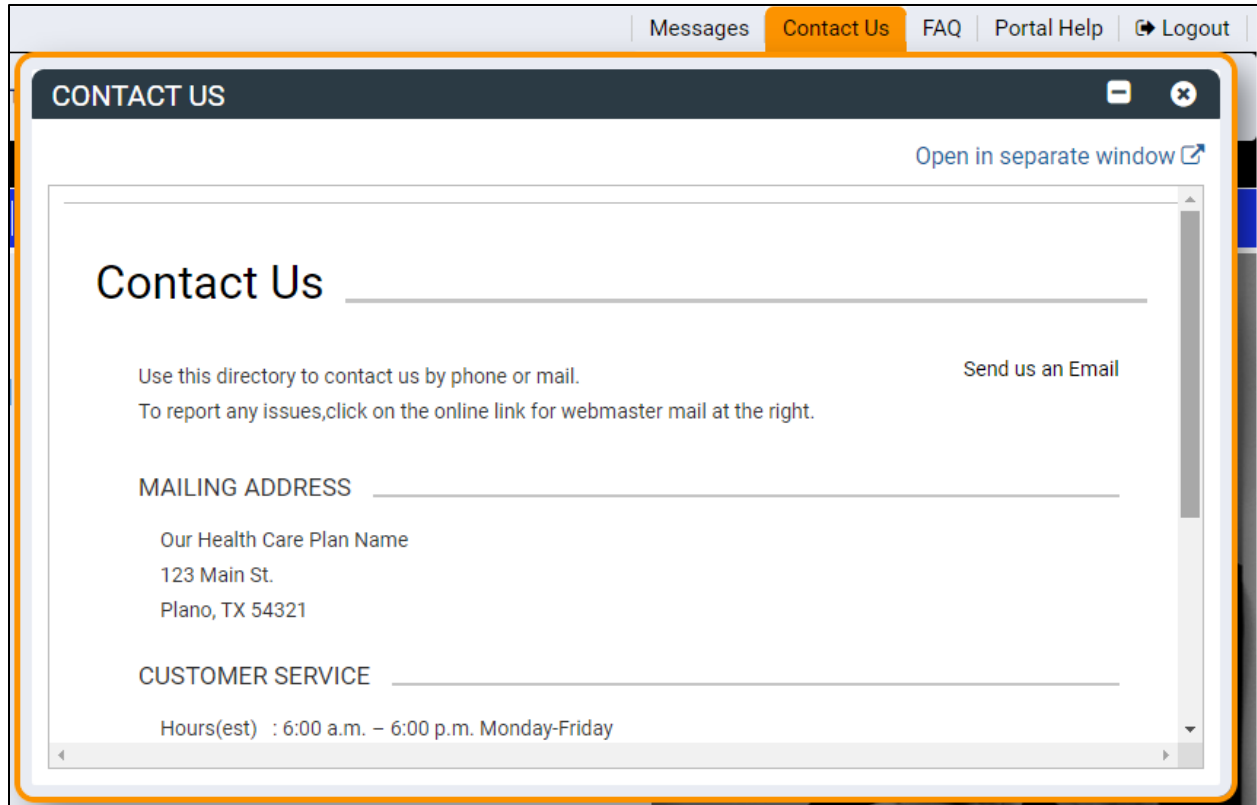 Messages Contact Us FAQ Portal Help Logout
CONTACT US
Open in separate window
Contact Us
Use this directory to contact us by phone or mail.
Send us an Email
To report any issues,click on the online link for webmaster mail at the right.
MAILING ADDRESS
Our Health Care Plan Name
123 Main St.
Plano, TX 54321
CUSTOMER SERVICE
Hours(est) : 6:00 a.m. – 6:00 p.m. Monday-Friday